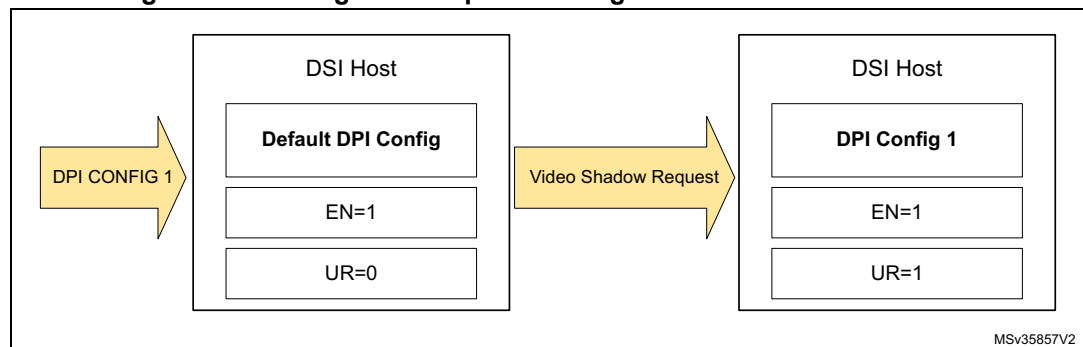 DSI Host
DSI Host
Default DPI Config
DPI Config 1
DPI CONFIG 1
Video Shadow Request
EN=1
EN=1
UR=0
UR=1
MSv35857V2